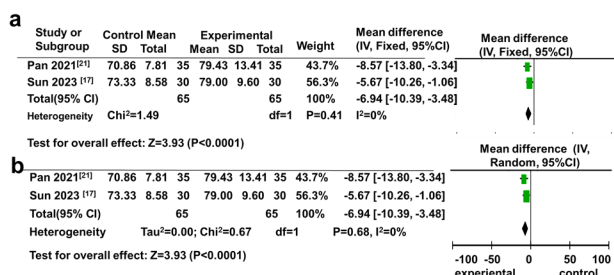 a
Study or Subgroup Control Mean SD Total Experimental Mean SD Total Weight Mean difference (IV, Fixed, 95%CI) Mean difference (IV, Fixed, 95%CI)
Pan 2021[21] 70.86 7.81 35 79.43 13.41 35 43.7% -8.57 [-13.80, -3.34]
Sun 2023 [17] 73.33 8.58 30 79.00 9.60 30 56.3% -5.67 [-10.26, -1.06]
Total(95% CI) 65 65 100% -6.94 [-10.39, -3.48]
Heterogeneity Chi2=1.49 df=1 P=0.41 I2=0%
Test for overall effect: Z=3.93 (P<0.0001)
b
Mean difference (IV, Random, 95%CI)
Pan 2021[21] 70.86 7.81 35 79.43 13.41 35 43.7% -8.57 [-13.80, -3.34]
Sun 2023 [17] 73.33 8.58 30 79.00 9.60 30 56.3% -5.67 [-10.26, -1.06]
Total(95% CI) 65 65 100% -6.94 [-10.39, -3.48]
Heterogeneity Tau2=0.00; Chi2=0.67 df=1 P=0.68, I2=0%
Test for overall effect: Z=3.93 (P<0.0001)
-100 -50 0 50 100
experiental control